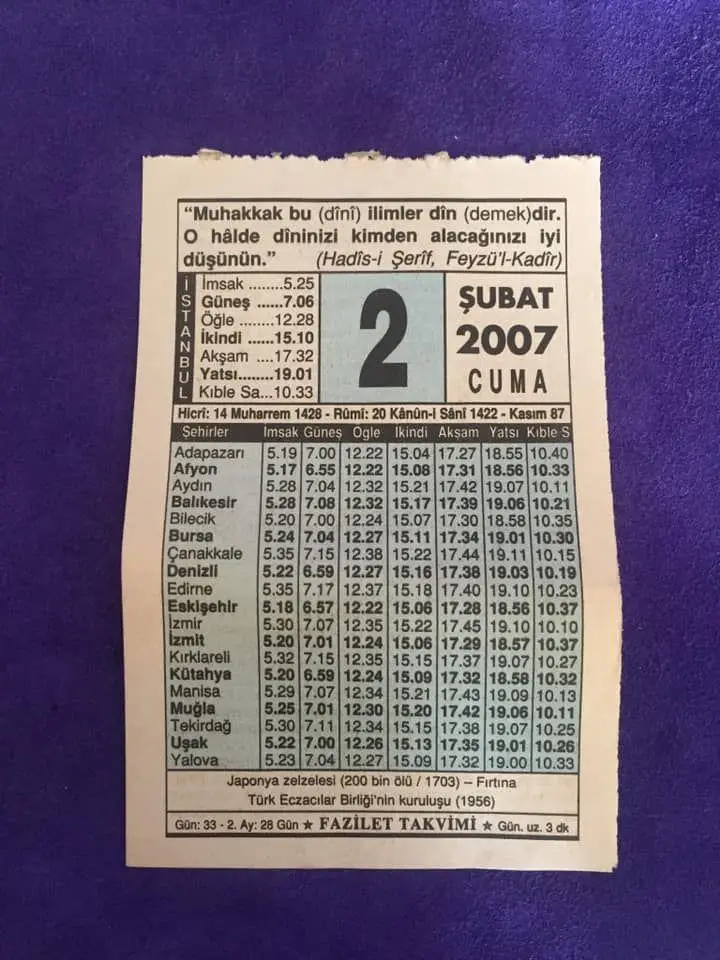 “Muhakkak bu (dînî) ilimler dîn (demek)dir.
O hâlde dîninizi kimden alacağınızı iyi
düşünün.” (Hadîs-i Şerîf, Feyzü'l-Kadîr)
İSTANBUL
İmsak ........5.25
Güneş ......7.06
Öğle ........12.28
İkindi ......15.10
Akşam ....17.32
Yatsı........19.01
Kıble Sa...10.33
2
ŞUBAT
2007
CUMA
Hicrî: 14 Muharrem 1428 - Rûmî: 20 Kânûn-ı Sânî 1422 - Kasım 87
Şehirler İmsak Güneş Öğle İkindi Akşam Yatsı Kıble S
Adapazarı 5.19 7.00 12.22 15.04 17.27 18.55 10.40
Afyon 5.17 6.55 12.22 15.08 17.31 18.56 10.33
Aydın 5.28 7.04 12.32 15.21 17.42 19.07 10.11
Balıkesir 5.28 7.08 12.32 15.17 17.39 19.06 10.21
Bilecik 5.20 7.00 12.24 15.07 17.30 18.58 10.35
Bursa 5.24 7.04 12.27 15.11 17.34 19.01 10.30
Çanakkale 5.35 7.15 12.38 15.22 17.44 19.11 10.15
Denizli 5.22 6.59 12.27 15.16 17.38 19.03 10.19
Edirne 5.35 7.17 12.37 15.18 17.40 19.10 10.23
Eskişehir 5.18 6.57 12.22 15.06 17.28 18.56 10.37
İzmir 5.30 7.07 12.35 15.22 17.45 19.10 10.10
İzmit 5.20 7.01 12.24 15.06 17.29 18.57 10.37
Kırklareli 5.32 7.15 12.35 15.15 17.37 19.07 10.27
Kütahya 5.20 6.59 12.24 15.09 17.32 18.58 10.32
Manisa 5.29 7.07 12.34 15.21 17.43 19.09 10.13
Muğla 5.25 7.01 12.30 15.20 17.42 19.06 10.11
Tekirdağ 5.30 7.11 12.34 15.15 17.38 19.07 10.25
Uşak 5.22 7.00 12.26 15.13 17.35 19.01 10.26
Yalova 5.23 7.04 12.27 15.09 17.32 19.00 10.33
Japonya zelzelesi (200 bin ölü / 1703) – Fırtına
Türk Eczacılar Birliği'nin kuruluşu (1956)
Gün: 33 - 2. Ay: 28 Gün ★ FAZİLET TAKVİMİ ★ Gün. uz. 3 dk